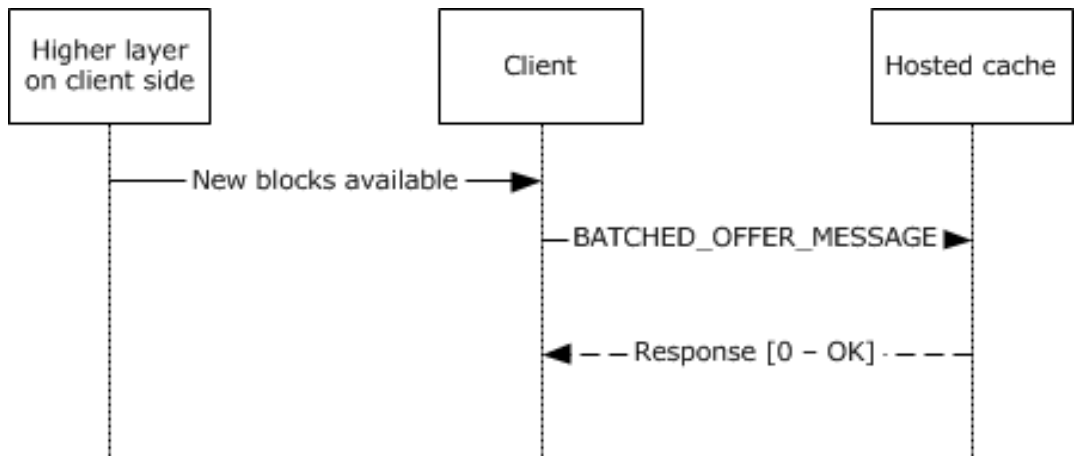 Higher layer
on client side
Client
Hosted cache
New blocks available
BATCHED_OFFER_MESSAGE
Response [0 – OK]